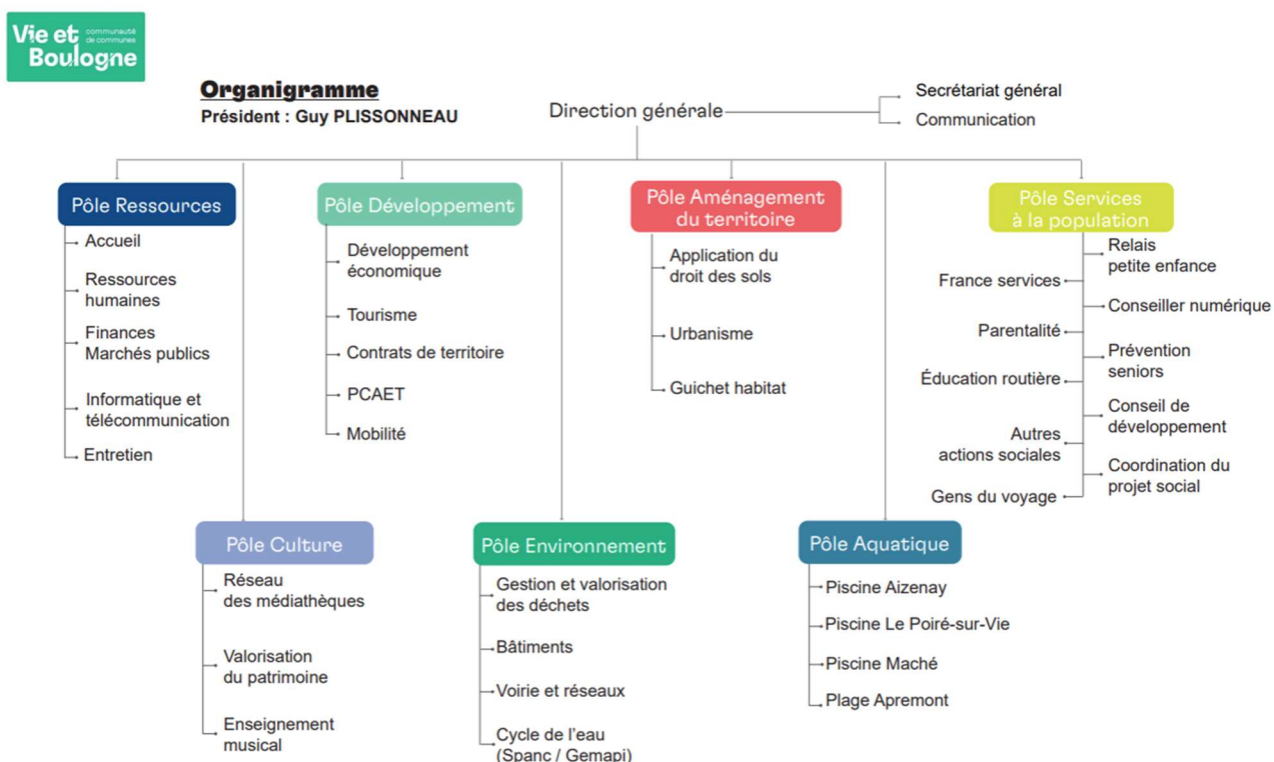 Vie et communauté
de communes
Boulogne
Organigramme
Président : Guy PLISSONNEAU
Direction générale
Secrétariat général
Communication
Pôle Ressources
Accueil
Ressources
humaines
Finances
Marchés publics
Informatique et
télécommunication
Entretien
Pôle Développement
Développement
économique
Tourisme
Contrats de territoire
PCAET
Mobilité
Pôle Aménagement
du territoire
Application du
droit des sols
Urbanisme
Guichet habitat
Pôle Services
à la population
Relais
petite enfance
France services
Conseiller numérique
Parentalité
Prévention
seniors
Éducation routière
Conseil de
développement
Autres
actions sociales
Coordination du
projet social
Gens du voyage
Pôle Culture
Réseau
des médiathèques
Valorisation
du patrimoine
Enseignement
musical
Pôle Environnement
Gestion et valorisation
des déchets
Bâtiments
Voirie et réseaux
Cycle de l'eau
(Spanc / Gemapi)
Pôle Aquatique
Piscine Aizenay
Piscine Le Poiré-sur-Vie
Piscine Maché
Plage Apremont